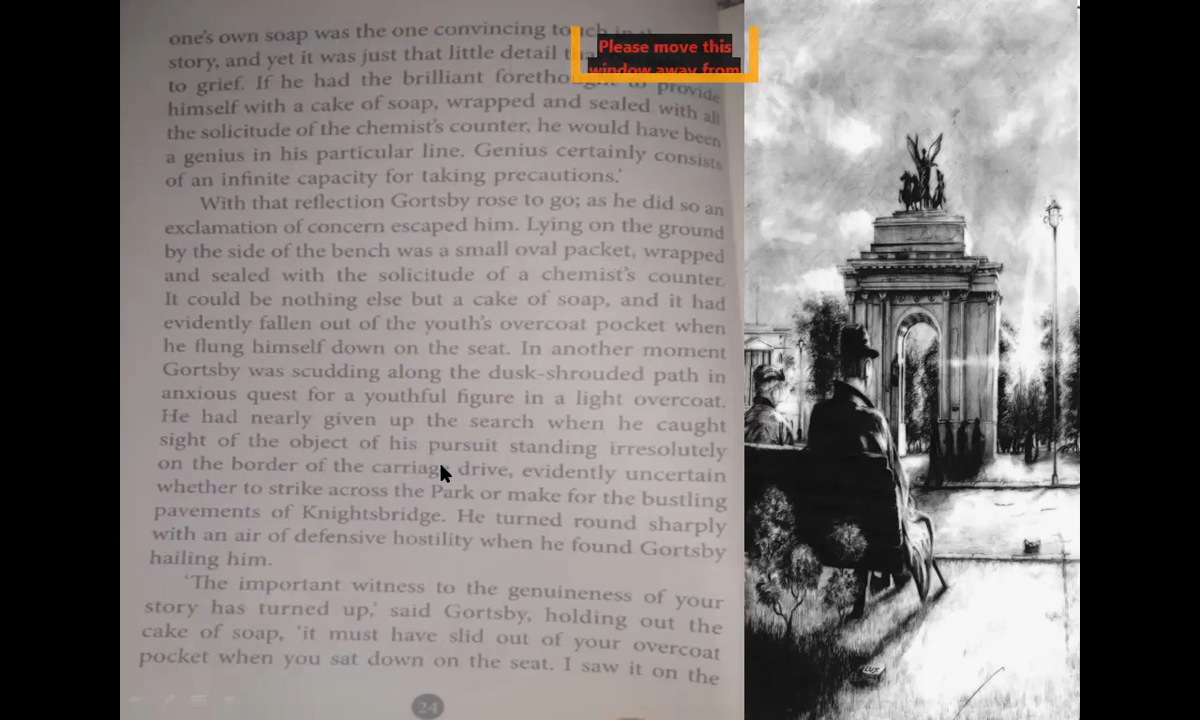 one's own soap was the one convincing touch in
story, and yet it was just that little detail
to grief. If he had the brilliant forethought to provide
himself with a cake of soap, wrapped and sealed with all
the solicitude of the chemist's counter, he would have been
a genius in his particular line. Genius certainly consists
of an infinite capacity for taking precautions.'
With that reflection Gortsby rose to go; as he did so an
exclamation of concern escaped him. Lying on the ground
by the side of the bench was a small oval packet, wrapped
and sealed with the solicitude of a chemist's counter.
It could be nothing else but a cake of soap, and it had
evidently fallen out of the youth's overcoat pocket when
he flung himself down on the seat. In another moment
Gortsby was scudding along the dusk-shrouded path in
anxious quest for a youthful figure in a light overcoat.
He had nearly given up the search when he caught
sight of the object of his pursuit standing irresolutely
on the border of the carriage drive, evidently uncertain
whether to strike across the Park or make for the bustling
pavements of Knightsbridge. He turned round sharply
with an air of defensive hostility when he found Gortsby
hailing him.
'The important witness to the genuineness of your
story has turned up,' said Gortsby, holding out the
cake of soap, 'it must have slid out of your overcoat
pocket when you sat down on the seat. I saw it on the
24
Please move this
window away from